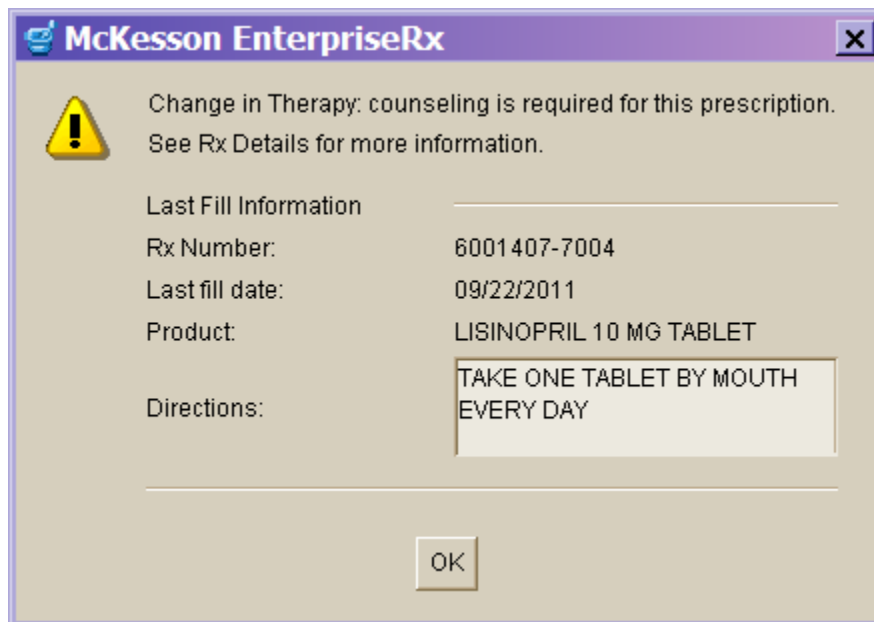 McKesson EnterpriseRx
Change in Therapy: counseling is required for this prescription.
See Rx Details for more information.
Last Fill Information
Rx Number: 6001407-7004
Last fill date: 09/22/2011
Product: LISINOPRIL 10 MG TABLET
Directions: TAKE ONE TABLET BY MOUTH
EVERY DAY
OK